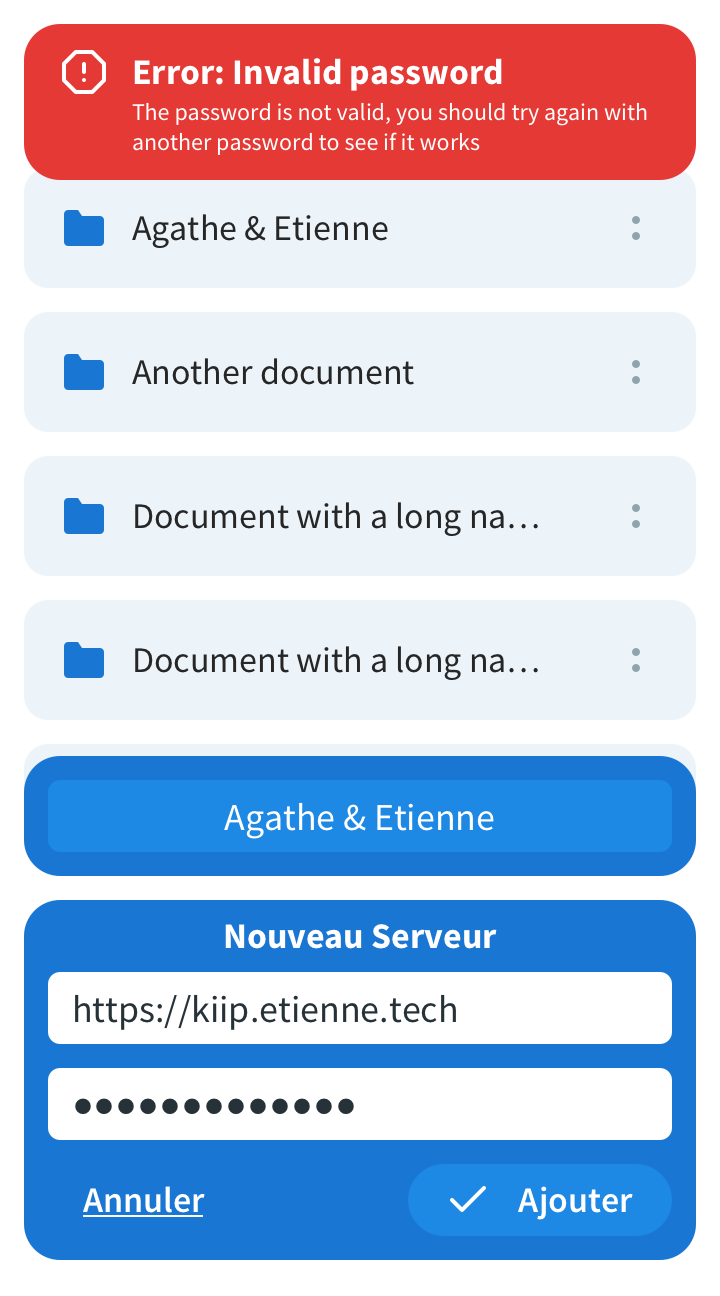 Error: Invalid password
The password is not valid, you should try again with
another password to see if it works
Agathe & Etienne
Another document
Document with a long na…
Document with a long na…
Agathe & Etienne
Nouveau Serveur
https://kiip.etienne.tech
●●●●●●●●●●●●●
Annuler
Ajouter